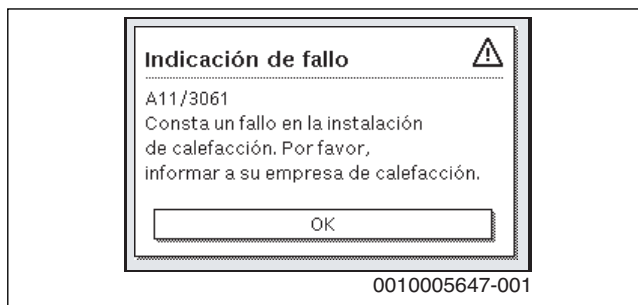 Indicación de fallo
A11/3061
Consta un fallo en la instalación
de calefacción. Por favor,
informar a su empresa de calefacción.
OK
0010005647-001